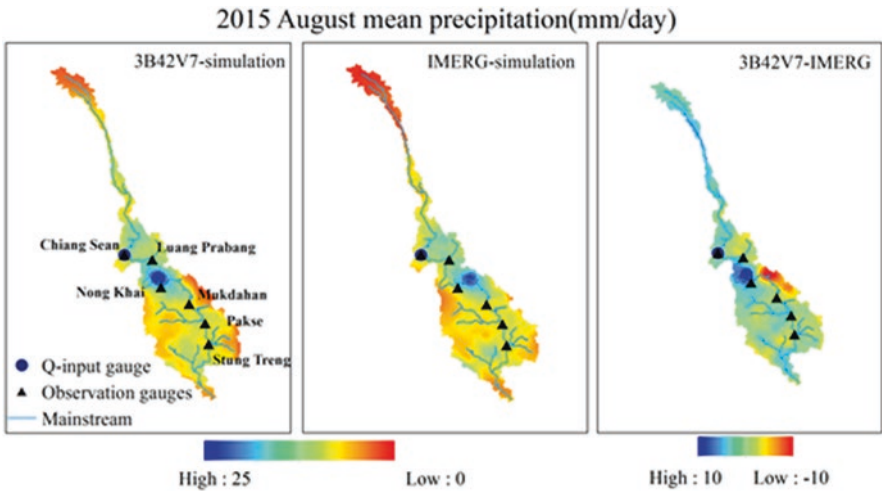 2015 August mean precipitation(mm/day)
3B42V7-simulation
IMERG-simulation
3B42V7-IMERG
Chiang Sean
Luang Prabang
Nong Khai
Mukdahan
Pakse
Stung Treng
Q-input gauge
Observation gauges
Mainstream
High : 25 Low : 0
High : 10 Low : -10